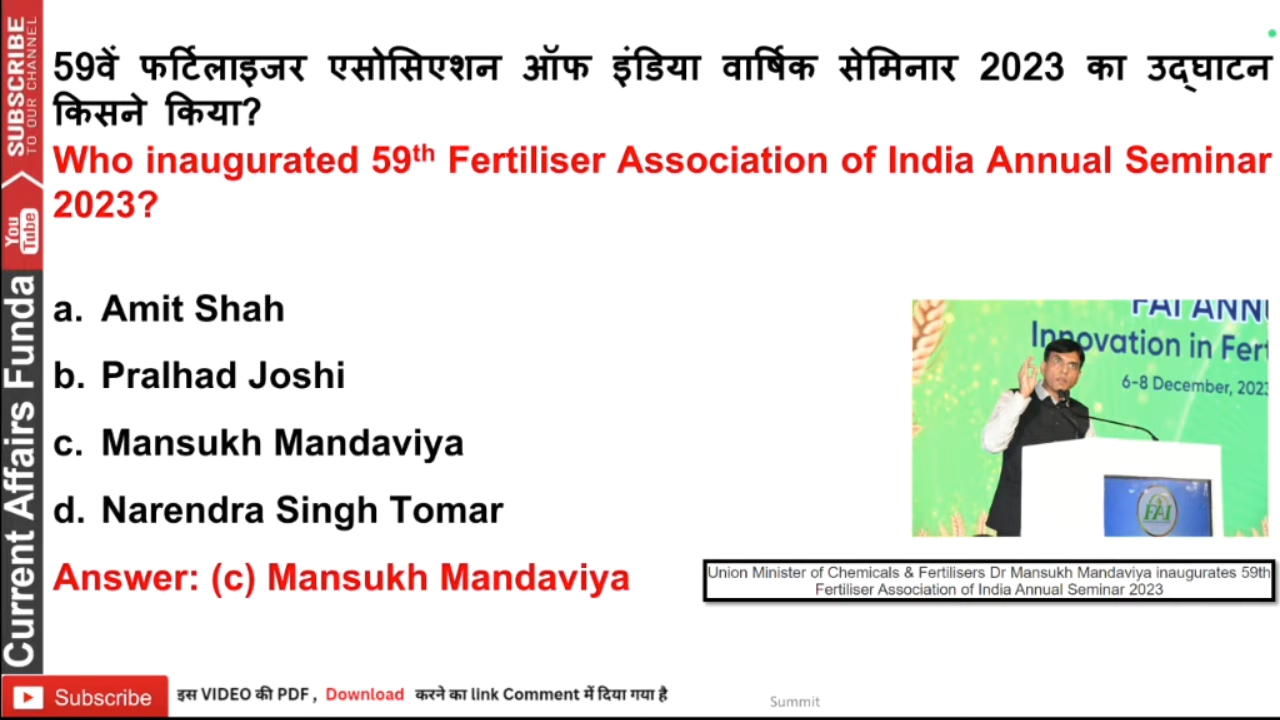 59वें फर्टिलाइजर एसोसिएशन ऑफ इंडिया वार्षिक सेमिनार 2023 का उद्घाटन
किसने किया?
Who inaugurated 59th Fertiliser Association of India Annual Seminar
2023?
a. Amit Shah
b. Pralhad Joshi
c. Mansukh Mandaviya
d. Narendra Singh Tomar
Answer: (c) Mansukh Mandaviya
FAI ANNU
Innovation in Fert
6-8 December, 2023
FAI
Union Minister of Chemicals & Fertilisers Dr Mansukh Mandaviya inaugurates 59th
Fertiliser Association of India Annual Seminar 2023
SUBSCRIBE
TO OUR CHANNEL
You
Tube
Current Affairs Funda
Subscribe
इस VIDEO की PDF , Download करने का link Comment में दिया गया है
Summit